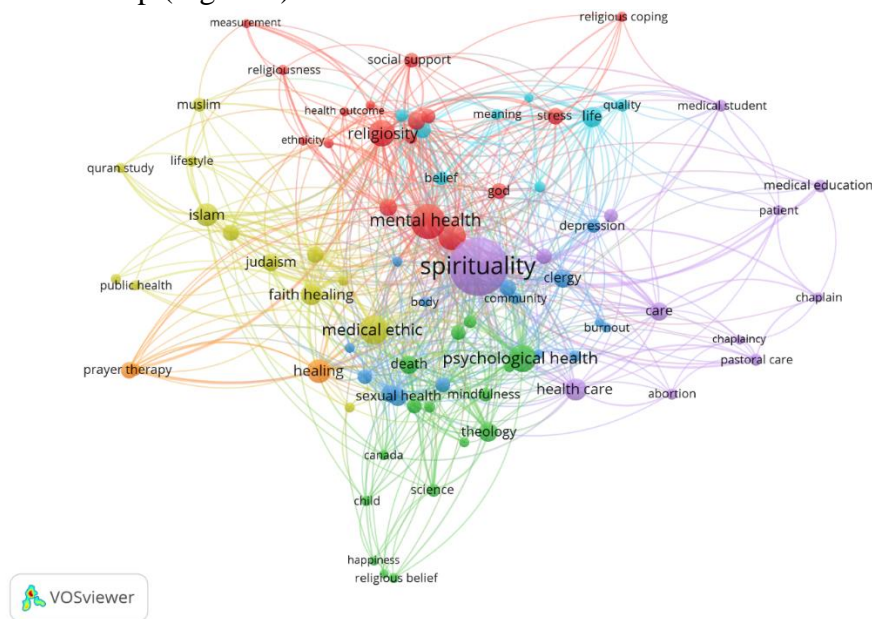 measurement
religious coping
religiousness
social support
muslim
health outcome
meaning
stress
life
quality
medical student
ethnicity
religiosity
quran study
lifestyle
belief
god
medical education
islam
mental health
depression
patient
judaism
spirituality
clergy
public health
faith healing
body
community
care
chaplain
medical ethic
burnout
chaplaincy
prayer therapy
healing
death
psychological health
pastoral care
sexual health
mindfulness
health care
abortion
theology
canada
child
science
happiness
religious belief
VOSviewer